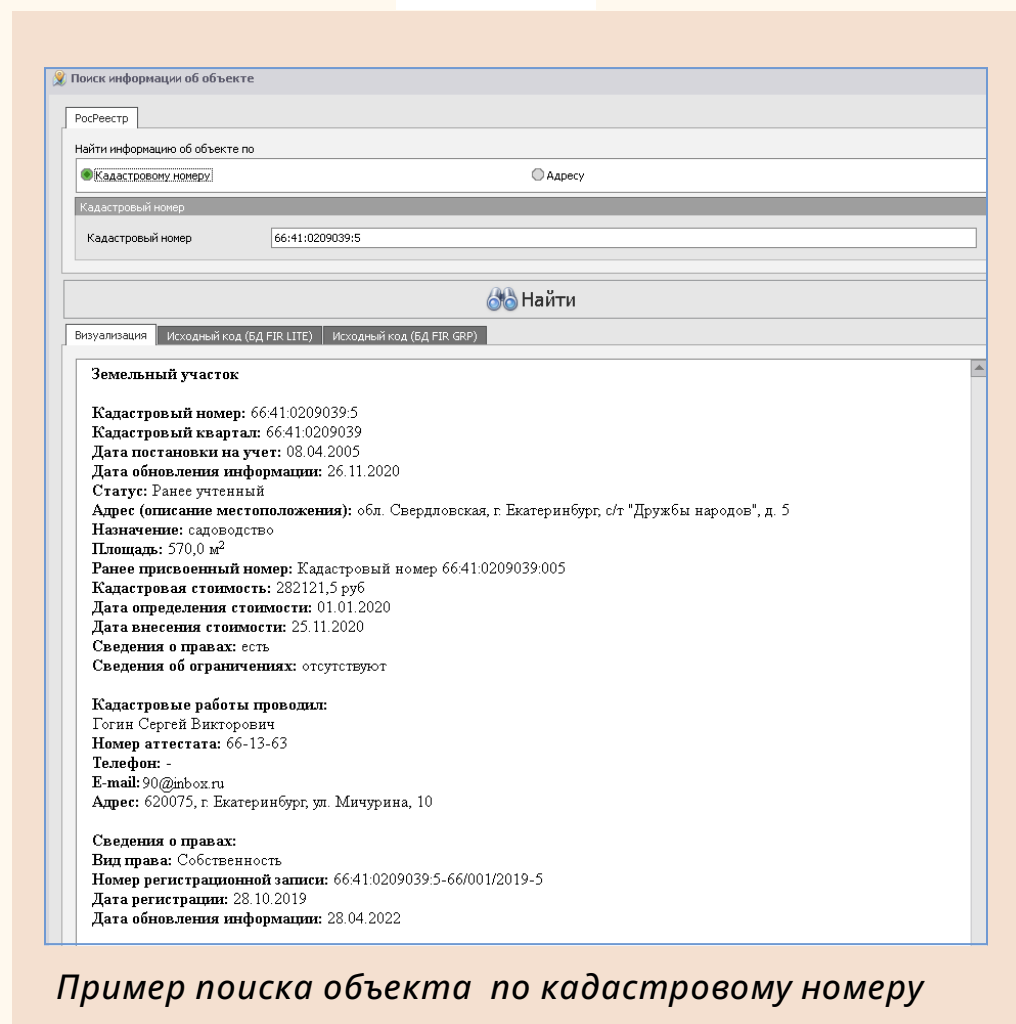 Поиск информации об объекте
РосРеестр
Найти информацию об объекте по
Кадастровому номеру
Адресу
Кадастровый номер
Кадастровый номер 66:41:0209039:5
Найти
Визуализация Исходный код (БД FIR LITE) Исходный код (БД FIR GRP)
Земельный участок
Кадастровый номер: 66:41:0209039:5
Кадастровый квартал: 66:41:0209039
Дата постановки на учет: 08.04.2005
Дата обновления информации: 26.11.2020
Статус: Ранее учтенный
Адрес (описание местоположения): обл. Свердловская, г. Екатеринбург, с/т "Дружбы народов", д. 5
Назначение: садоводство
Площадь: 570,0 м²
Ранее присвоенный номер: Кадастровый номер 66:41:0209039:005
Кадастровая стоимость: 282121,5 руб
Дата определения стоимости: 01.01.2020
Дата внесения стоимости: 25.11.2020
Сведения о правах: есть
Сведения об ограничениях: отсутствуют
Кадастровые работы проводил:
Гогин Сергей Викторович
Номер аттестата: 66-13-63
Телефон: -
E-mail: 90@inbox.ru
Адрес: 620075, г. Екатеринбург, ул. Мичурина, 10
Сведения о правах:
Вид права: Собственность
Номер регистрационной записи: 66:41:0209039:5-66/001/2019-5
Дата регистрации: 28.10.2019
Дата обновления информации: 28.04.2022
Пример поиска объекта по кадастровому номеру